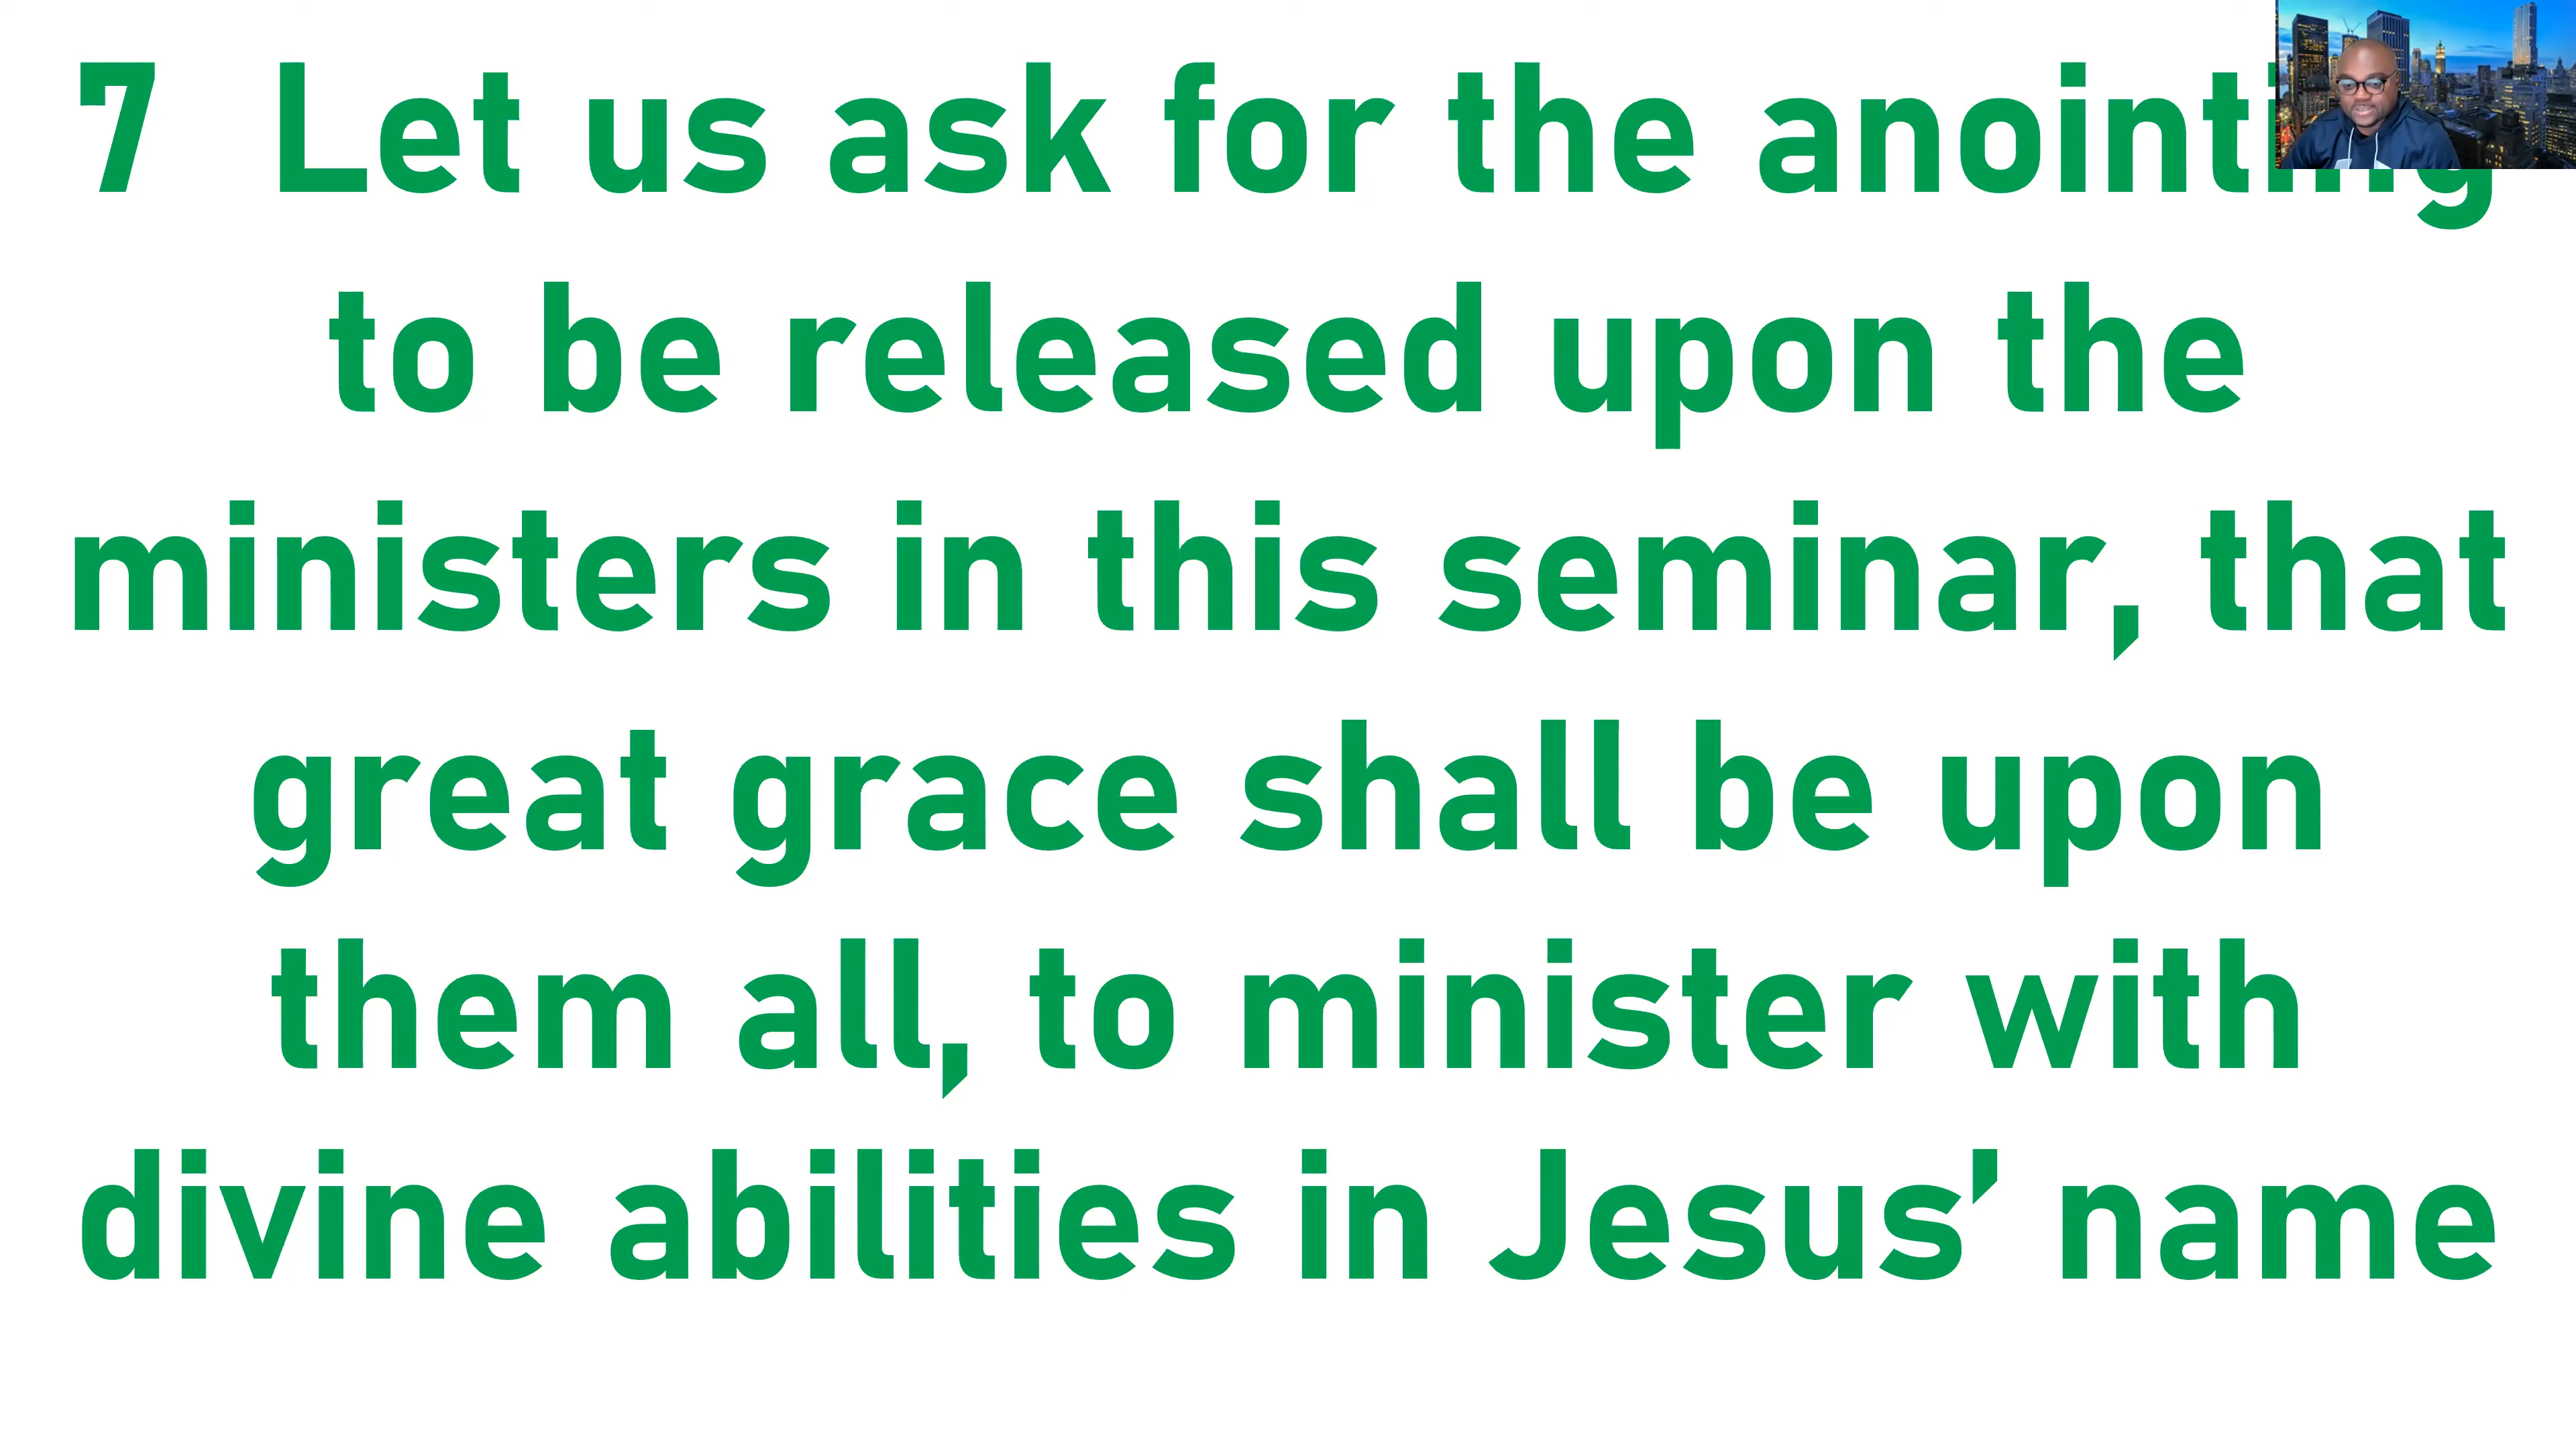 7 Let us ask for the anointing
to be released upon the
ministers in this seminar, that
great grace shall be upon
them all, to minister with
divine abilities in Jesus’ name